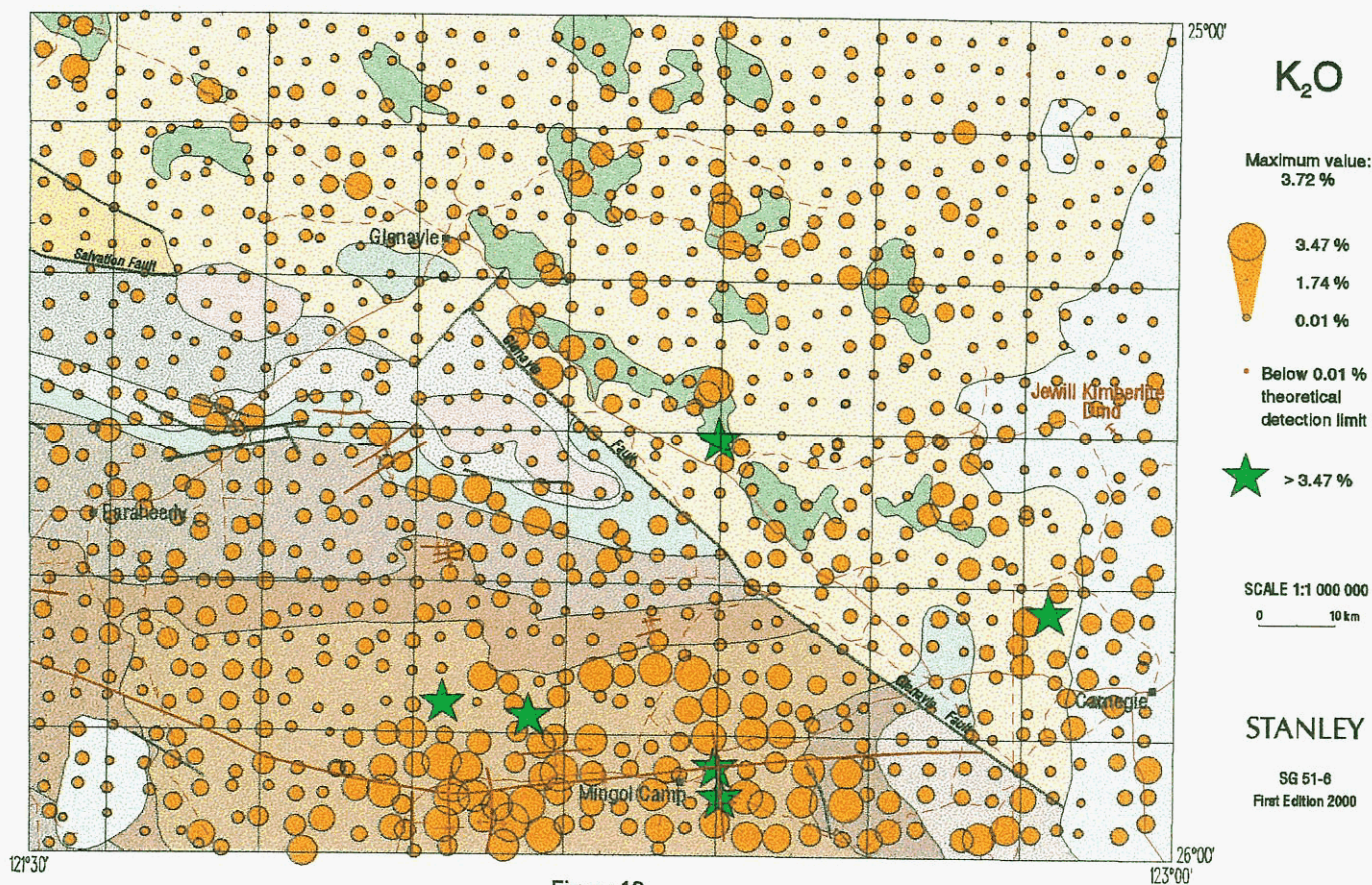 25°00'
K₂O
Maximum value:
3.72 %
3.47 %
1.74 %
0.01 %
Below 0.01 %
theoretical
detection limit
> 3.47 %
SCALE 1:1 000 000
0 10 km
STANLEY
SG 51-6
First Edition 2000
Glenayle
Salvation Fault
Glenayle
Fault
Jewill Kimberlite
Dmd
Earaheedy
Glenayle Fault
Carnegie
Mingol Camp
121°30'
26°00'
123°00'